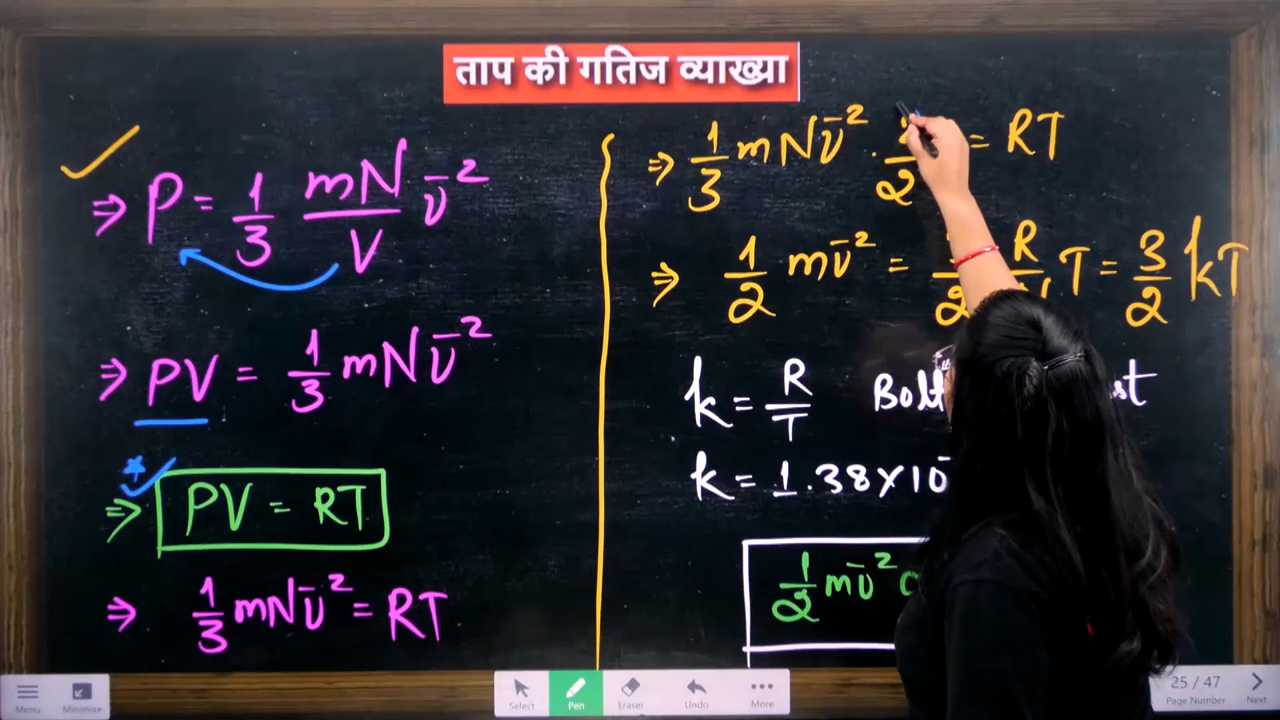 ताप की गतिज व्याख्या
⇒ P = 1/3 mN/V v̄²
⇒ PV = 1/3 mNv̄²
⇒ PV = RT
⇒ 1/3 mNv̄² = RT
⇒ 1/3 mNv̄² · 2/2 = RT
⇒ 1/2 mv̄² = R T = 3/2 kT
k = R/T
k = 1.38×10⁻
1/2 mv̄²
Menu
Minimize
Select
Pen
Eraser
Undo
More
25 / 47
Page Number
Next